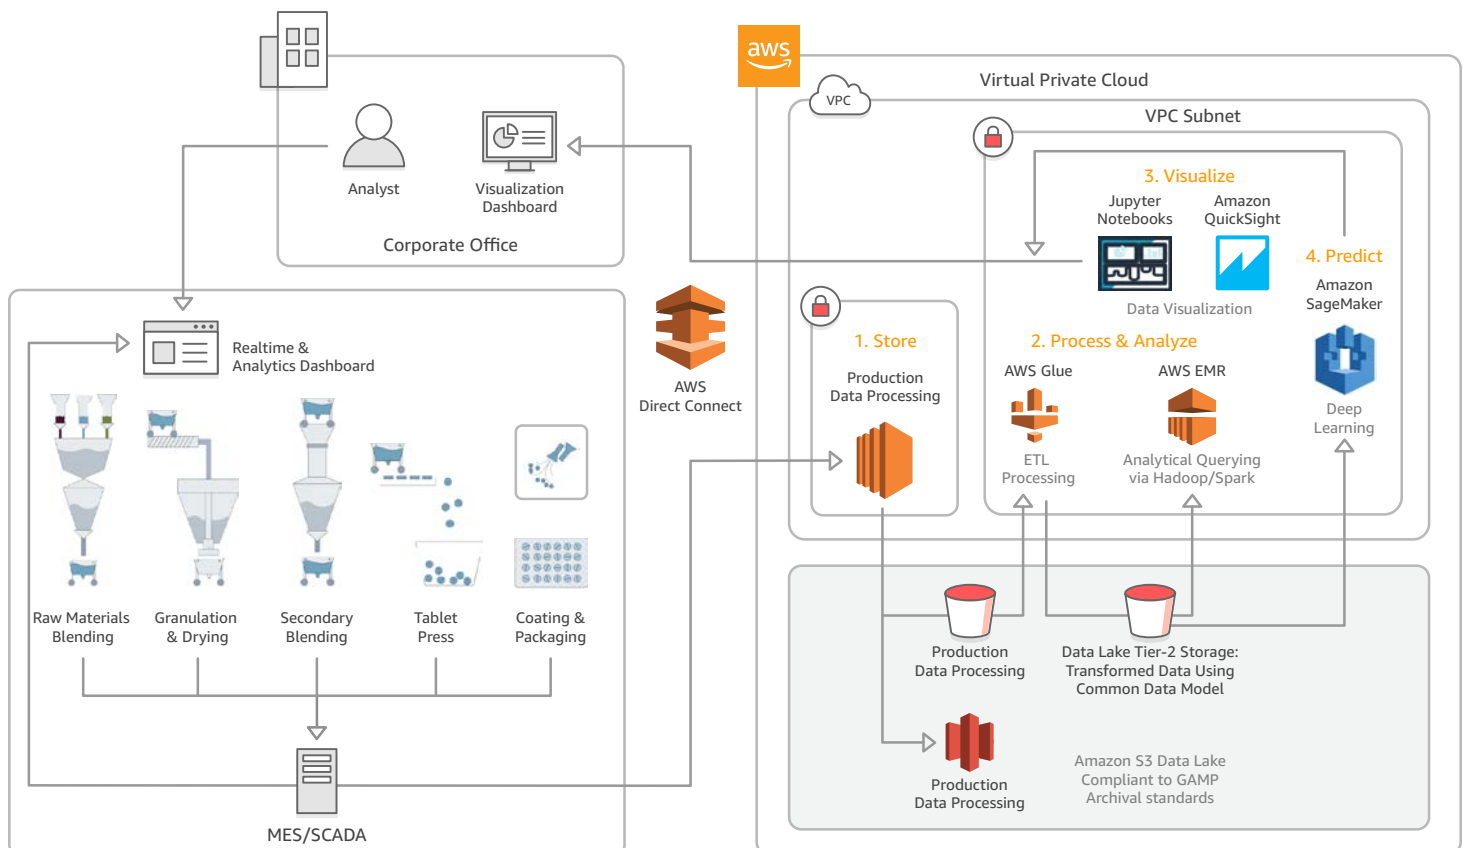 aws
Virtual Private Cloud
VPC
VPC Subnet
Analyst
Visualization
Dashboard
Corporate Office
3. Visualize
Jupyter
Notebooks
Amazon
QuickSight
Data Visualization
4. Predict
Amazon
SageMaker
Deep
Learning
Realtime &
Analytics Dashboard
AWS
Direct Connect
1. Store
Production
Data Processing
2. Process & Analyze
AWS Glue
ETL
Processing
AWS EMR
Analytical Querying
via Hadoop/Spark
Raw Materials
Blending
Granulation
& Drying
Secondary
Blending
Tablet
Press
Coating &
Packaging
MES/SCADA
Production
Data Processing
Data Lake Tier-2 Storage:
Transformed Data Using
Common Data Model
Production
Data Processing
Amazon S3 Data Lake
Compliant to GAMP
Archival standards